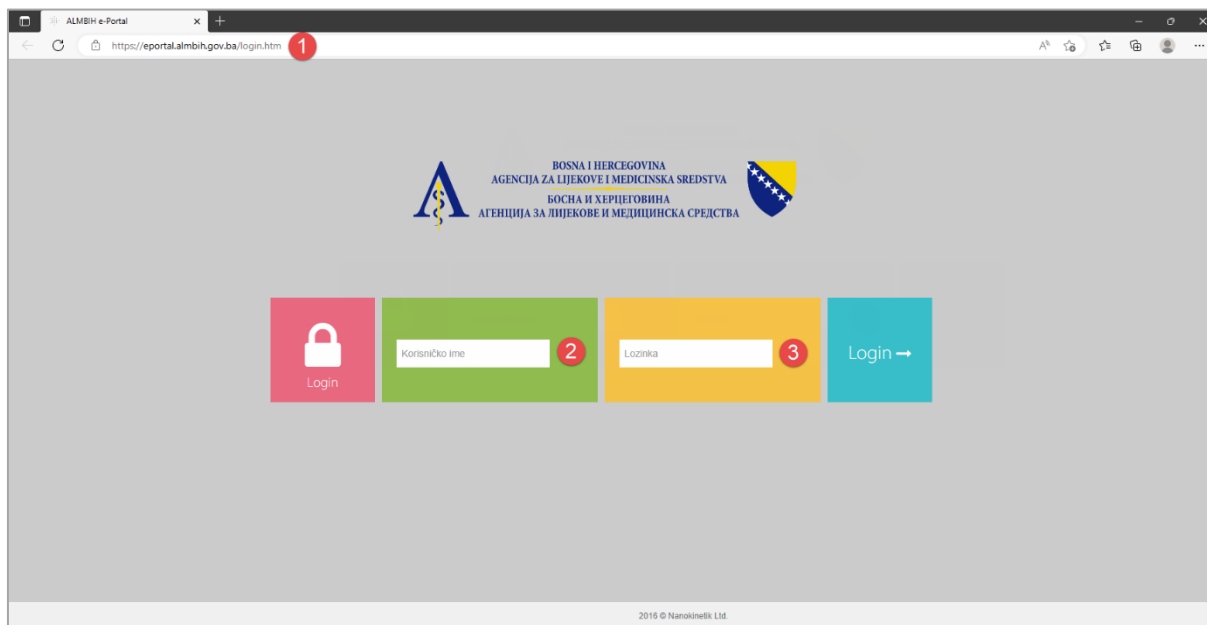 ALMBIH e-Portal
https://eportal.almbih.gov.ba/login.htm
1
BOSNA I HERCEGOVINA
AGENCIJA ZA LIJEKOVE I MEDICINSKA SREDSTVA
БОСНА И ХЕРЦЕГОВИНА
АГЕНЦИЈА ЗА ЛИЈЕКОВЕ И МЕДИЦИНСКА СРЕДСТВА
Login
Korisničko ime
2
Lozinka
3
Login
2016 © Nanokinetik Ltd.